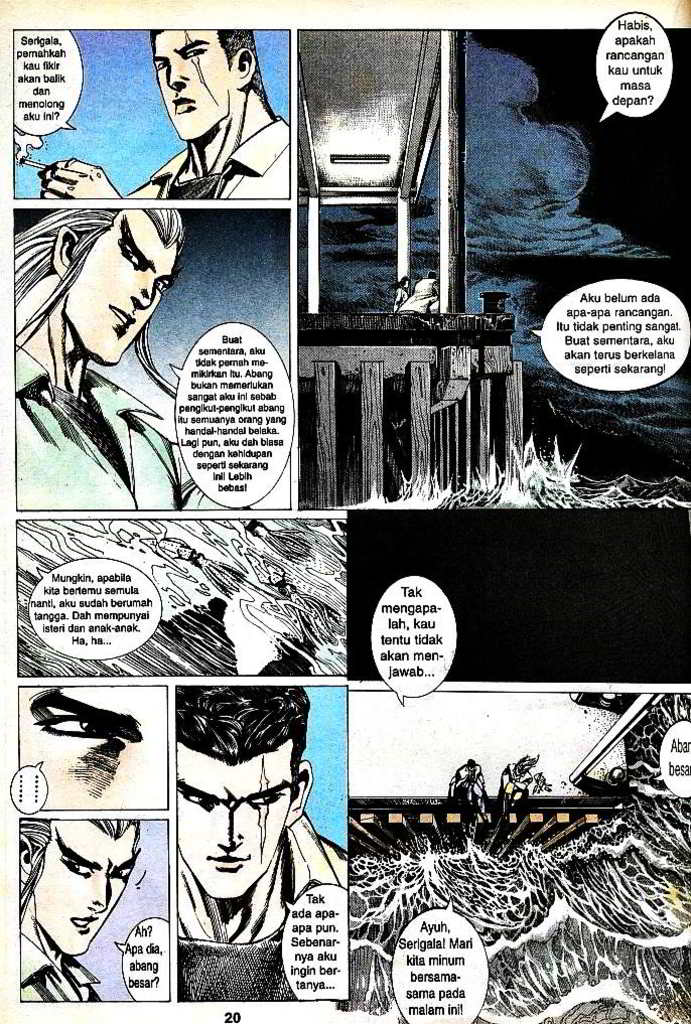 Serigala,
pernahkah
kau fikir
akan balik
dan
menolong
aku ini?
Buat
sementara, aku
tidak pernah me-
mikirkan itu. Abang
bukan memerlukan
sangat aku ini sebab
pengikut-pengikut abang
itu semuanya orang yang
handal-handal belaka.
Lagi pun, aku dah biasa
dengan kehidupan
seperti sekarang
ini! Lebih
bebas!
Habis,
apakah
rancangan
kau untuk
masa
depan?
Aku belum ada
apa-apa rancangan.
Itu tidak penting sangat.
Buat sementara, aku
akan terus berkelana
seperti sekarang!
Mungkin, apabila
kita bertemu semula
nanti, aku sudah berumah
tangga. Dah mempunyai
isteri dan anak-anak.
Ha, ha...
Tak
mengapa-
lah, kau
tentu tidak
akan men-
jawab...
Abar
besar
Ah?
Apa dia,
abang
besar?
Tak
ada apa-
apa pun.
Sebenar-
nya aku
ingin ber-
tanya...
Ayuh,
Serigala! Mari
kita minum
bersama-
sama pada
malam ini!
20